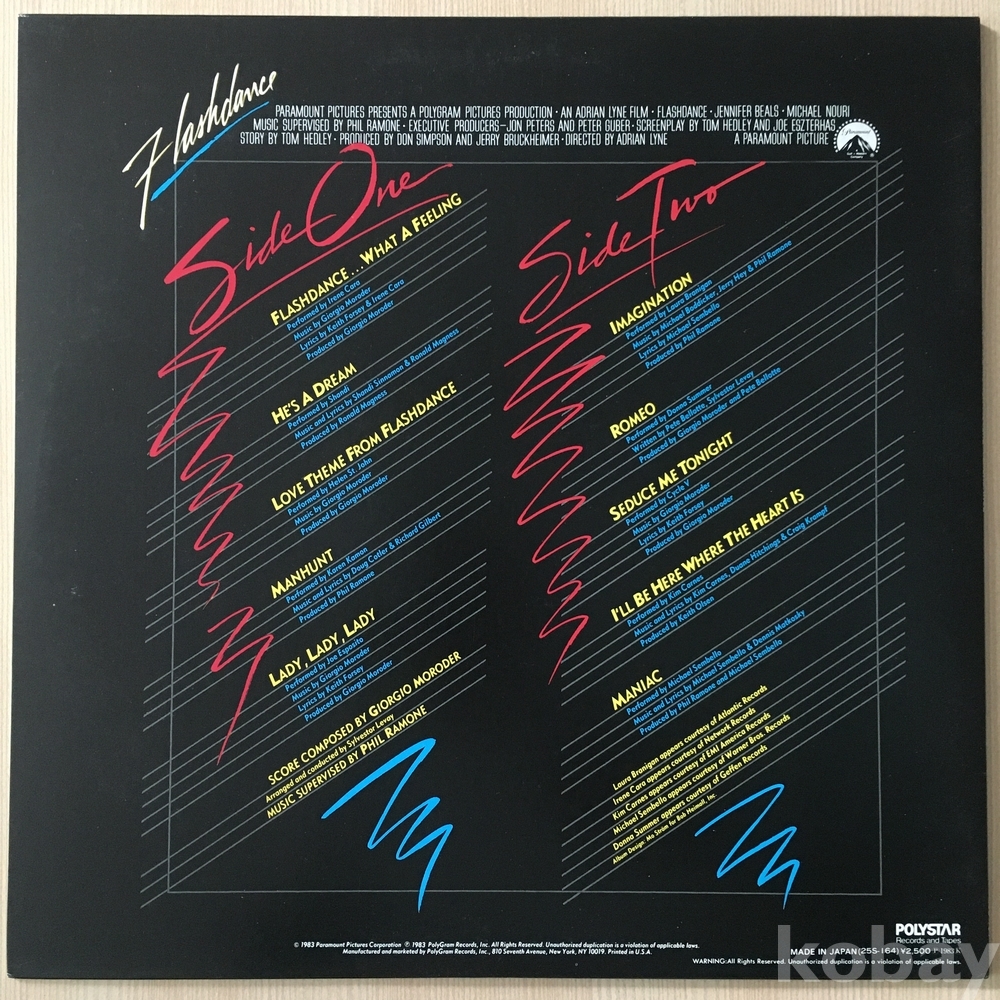 Flashdance
PARAMOUNT PICTURES PRESENTS A POLYGRAM PICTURES PRODUCTION · AN ADRIAN LYNE FILM · FLASHDANCE · JENNIFER BEALS · MICHAEL NOURI
MUSIC SUPERVISED BY PHIL RAMONE · EXECUTIVE PRODUCERS—JON PETERS AND PETER GUBER · SCREENPLAY BY TOM HEDLEY AND JOE ESZTERHAS
STORY BY TOM HEDLEY · PRODUCED BY DON SIMPSON AND JERRY BRUCKHEIMER · DIRECTED BY ADRIAN LYNE A PARAMOUNT PICTURE
Paramount
Side One
FLASHDANCE...WHAT A FEELING
Performed by Irene Cara
Music by Giorgio Moroder
Lyrics by Keith Forsey & Irene Cara
Produced by Giorgio Moroder
HE'S A DREAM
Performed by Shandi
Music and Lyrics by Shandi Sinnamon & Ronald Magness
Produced by Ronald Magness
LOVE THEME FROM FLASHDANCE
Performed by Helen St. John
Music by Giorgio Moroder
Produced by Giorgio Moroder
MANHUNT
Performed by Karen Kamon
Music and Lyrics by Doug Cotler & Richard Gilbert
Produced by Phil Ramone
LADY, LADY, LADY
Performed by Joe Esposito
Music by Giorgio Moroder
Lyrics by Keith Forsey
Produced by Giorgio Moroder
SCORE COMPOSED BY GIORGIO MORODER
Arranged and conducted by Sylvester Levay
MUSIC SUPERVISED BY PHIL RAMONE
Side Two
IMAGINATION
Performed by Laura Branigan
Music by Michael Boddicker, Jerry Hey & Phil Ramone
Lyrics by Michael Sembello
Produced by Phil Ramone
ROMEO
Performed by Donna Summer
Written by Pete Bellotte, Sylvester Levay
Produced by Giorgio Moroder and Pete Bellotte
SEDUCE ME TONIGHT
Performed by Cycle V
Music by Giorgio Moroder
Lyrics by Keith Forsey
Produced by Giorgio Moroder
I'LL BE HERE WHERE THE HEART IS
Performed by Kim Carnes
Music and Lyrics by Kim Carnes, Duane Hitchings & Craig Krampf
Produced by Keith Olsen
MANIAC
Performed by Michael Sembello
Music and Lyrics by Michael Sembello & Dennis Matkosky
Produced by Phil Ramone and Michael Sembello
Laura Branigan appears courtesy of Atlantic Records
Irene Cara appears courtesy of Network Records
Kim Carnes appears courtesy of EMI America Records
Michael Sembello appears courtesy of Warner Bros. Records
Donna Summer appears courtesy of Geffen Records
Album Design: Mo Strom for Bob Heimall, Inc.
© 1983 Paramount Pictures Corporation ℗ 1983 PolyGram Records, Inc. All Rights Reserved. Unauthorized duplication is a violation of applicable laws.
Manufactured and marketed by PolyGram Records, Inc., 810 Seventh Avenue, New York, NY 10019. Printed in U.S.A.
POLYSTAR
Records and Tapes
MADE IN JAPAN (25S-164) ¥2,500
WARNING: All Rights Reserved. Unauthorized duplication is a violation of applicable laws.
kobay